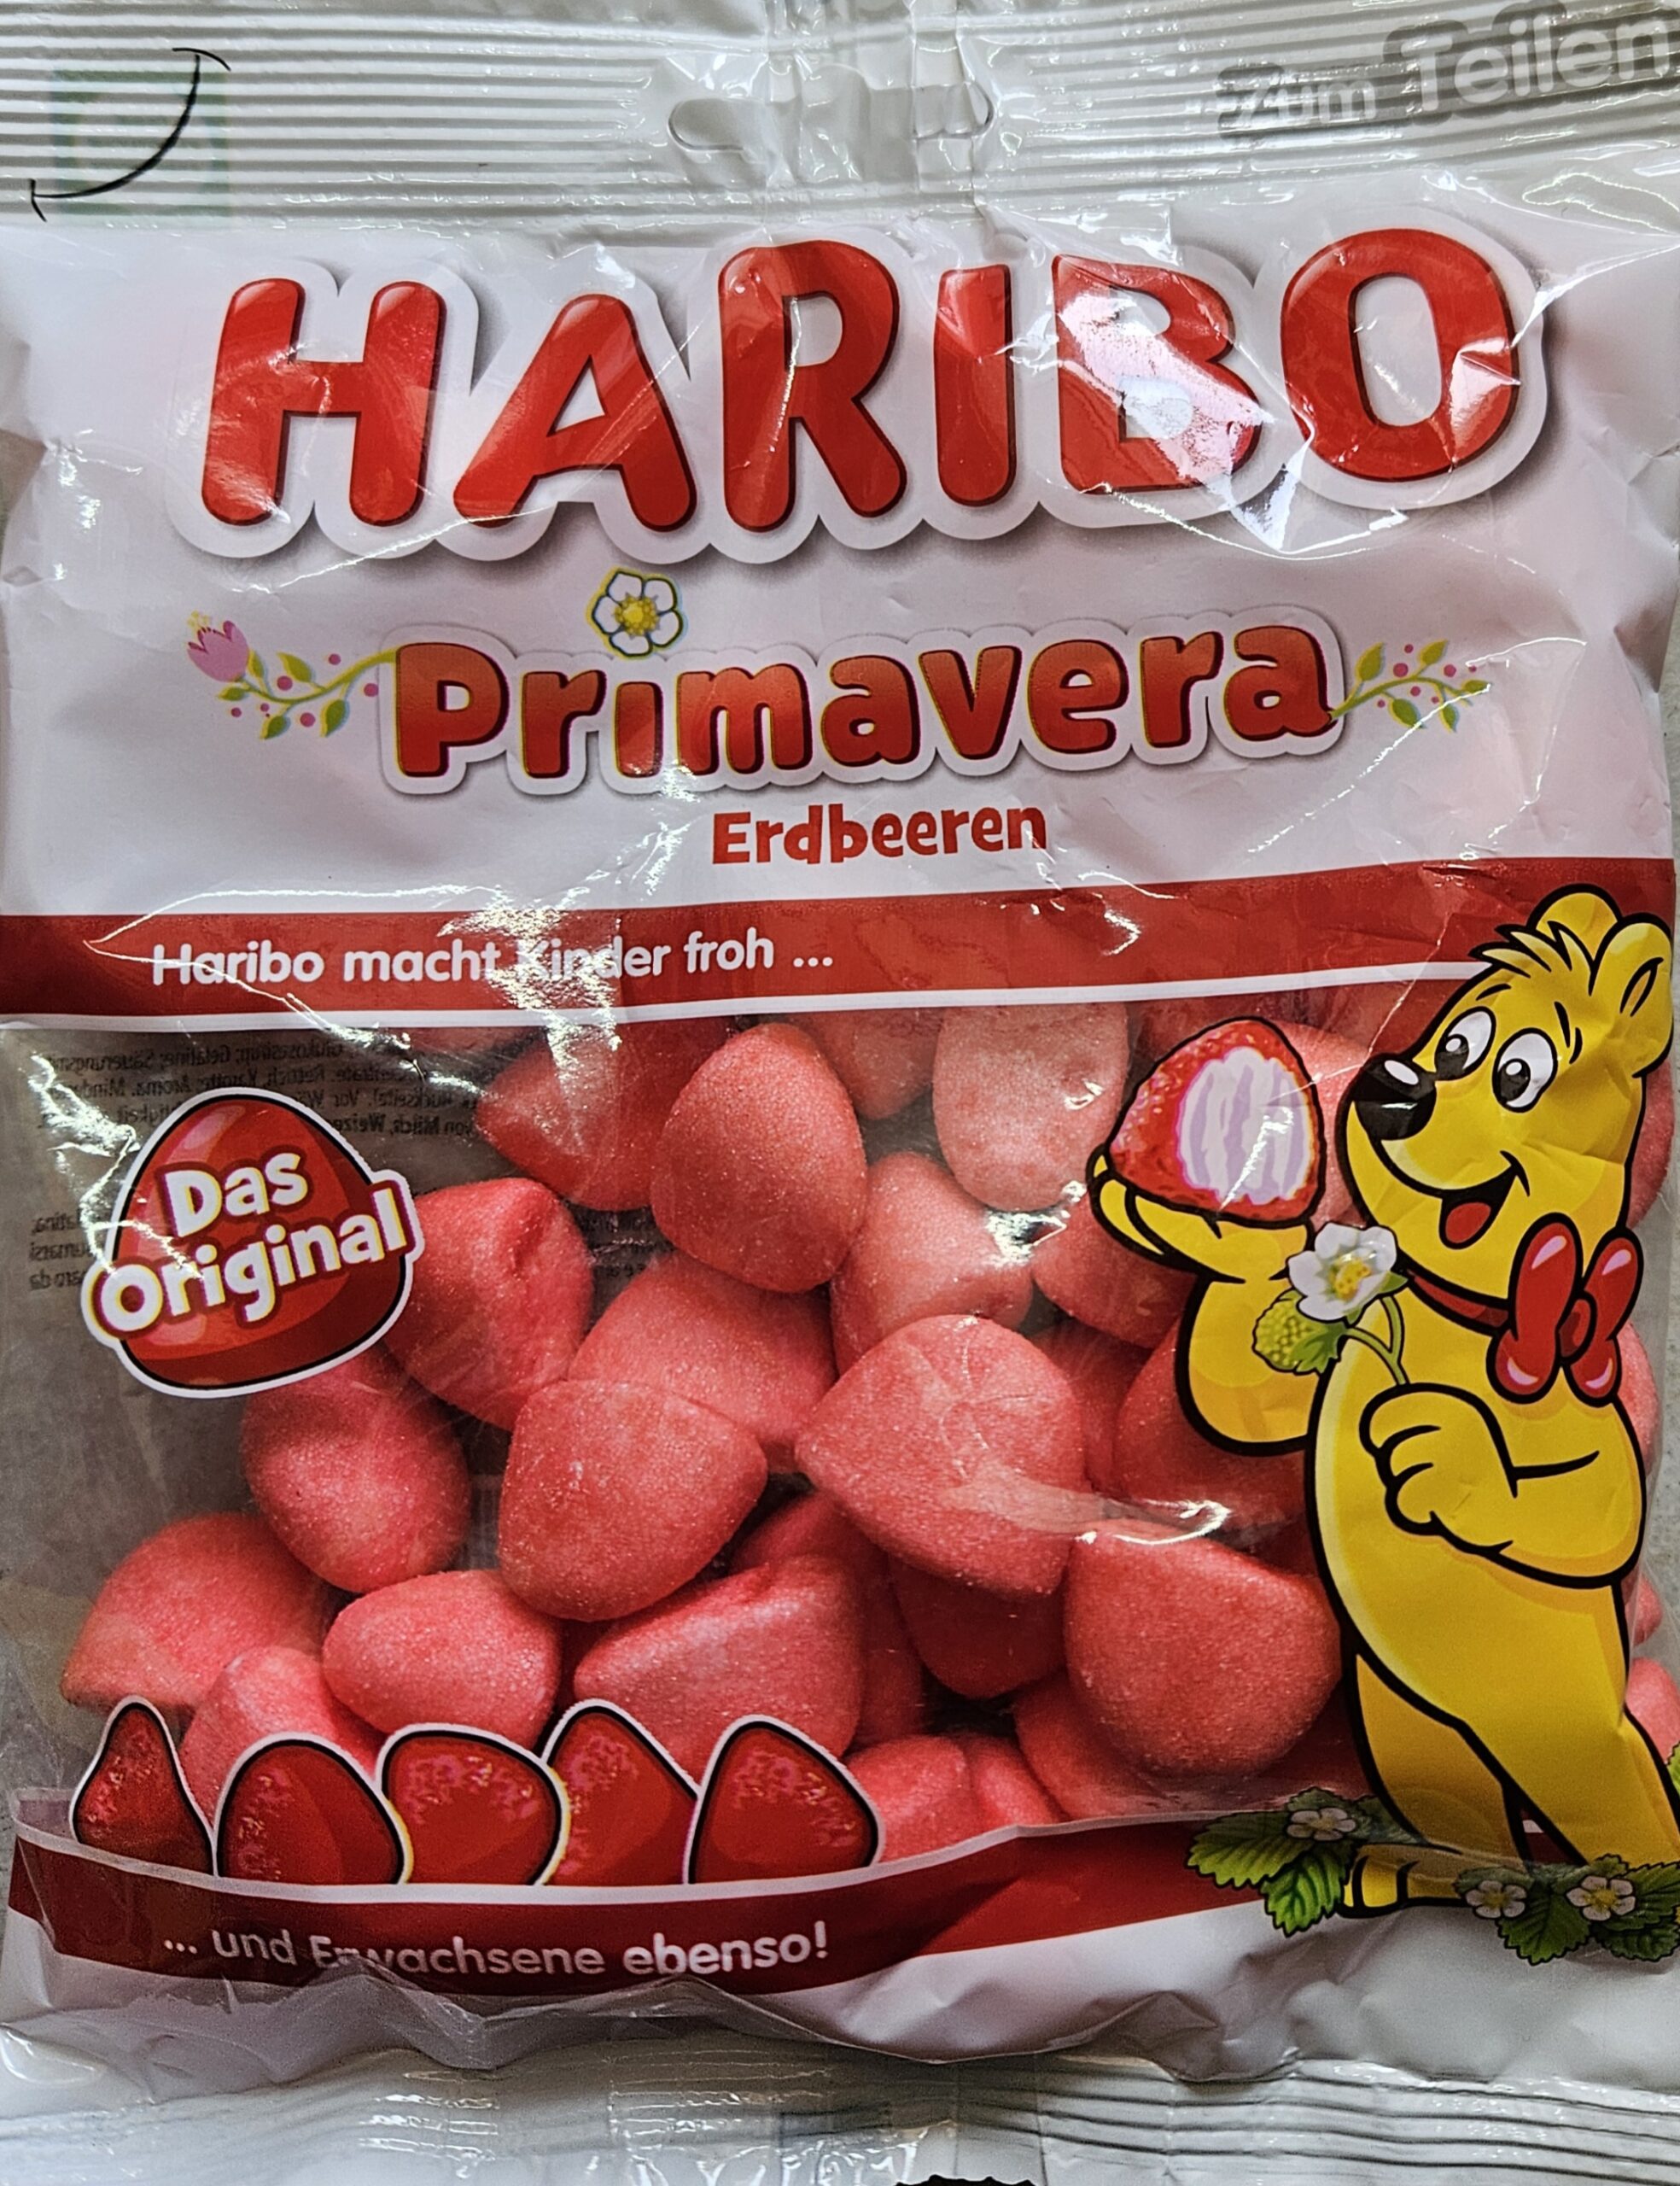 Zum Teilen
HARIBO
Primavera
Erdbeeren
Haribo macht Kinder froh ...
Das
Original
... und Erwachsene ebenso!